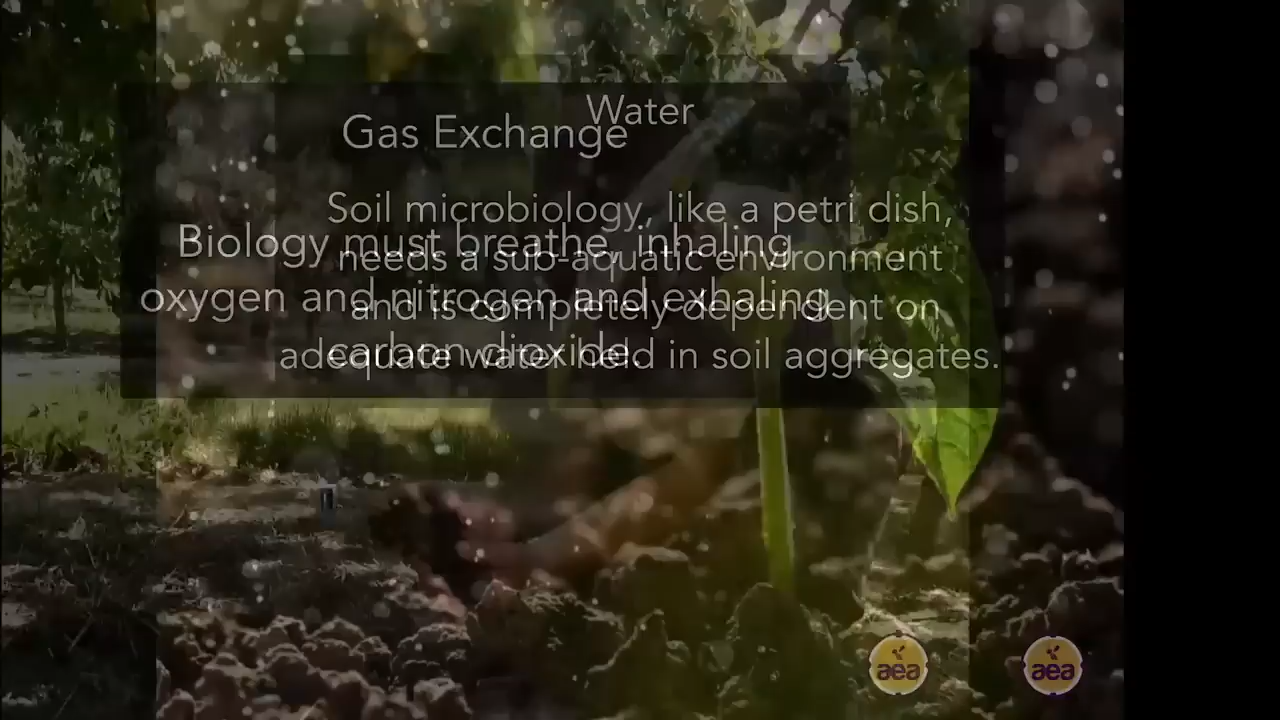 Water
Soil microbiology, like a petri dish,
needs a sub-aquatic environment
and is completely dependent on
adequate water held in soil aggregates.
Gas Exchange
Biology must breathe, inhaling
oxygen and nitrogen and exhaling
carbon dioxide.
aea
aea